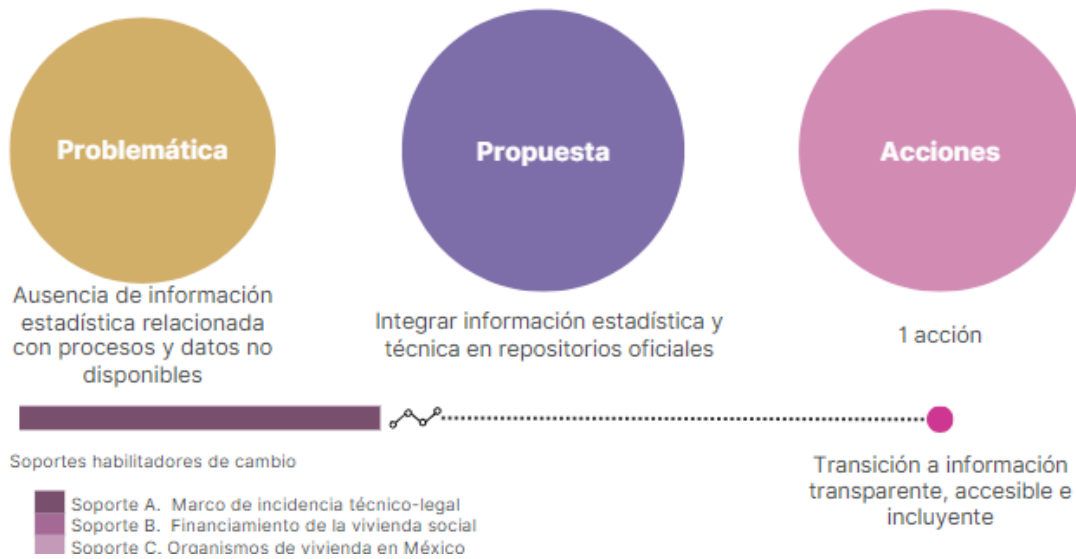 Problemática
Propuesta
Acciones
Ausencia de información
estadística relacionada
con procesos y datos no
disponibles
Integrar información estadística y
técnica en repositorios oficiales
1 acción
Soportes habilitadores de cambio
Soporte A. Marco de incidencia técnico-legal
Soporte B. Financiamiento de la vivienda social
Soporte C. Organismos de vivienda en México
Transición a información
transparente, accesible e
incluyente